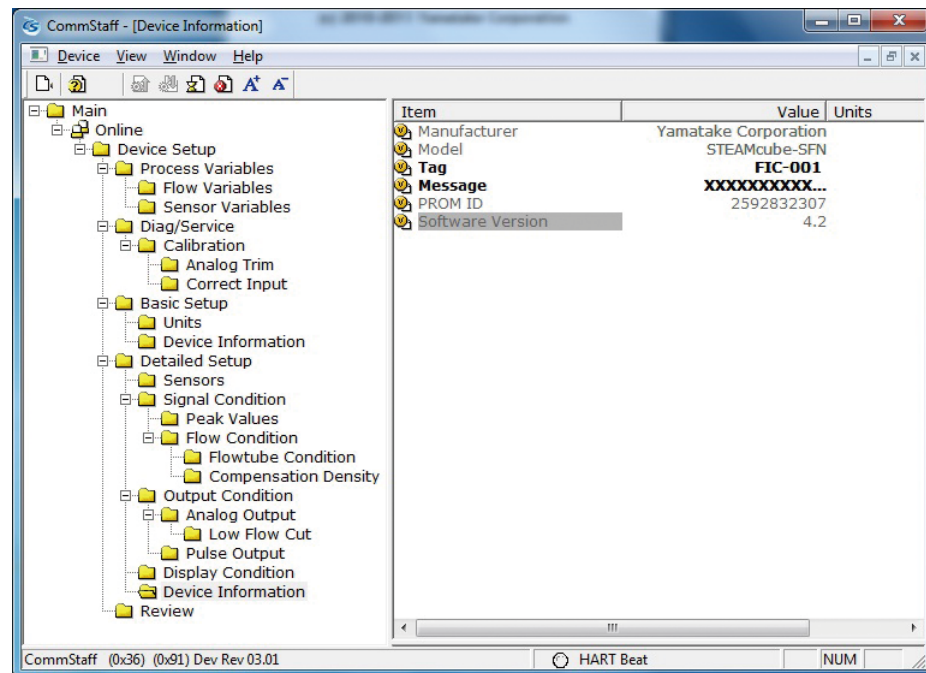 CommStaff - [Device Information]
(c) 2010-2011 Yamatake Corporation
Device View Window Help
Main
Online
Device Setup
Process Variables
Flow Variables
Sensor Variables
Diag/Service
Calibration
Analog Trim
Correct Input
Basic Setup
Units
Device Information
Detailed Setup
Sensors
Signal Condition
Peak Values
Flow Condition
Flowtube Condition
Compensation Density
Output Condition
Analog Output
Low Flow Cut
Pulse Output
Display Condition
Device Information
Review
Item Value Units
Manufacturer Yamatake Corporation
Model STEAMcube-SFN
Tag FIC-001
Message XXXXXXXXXX...
PROM ID 2592832307
Software Version 4.2
CommStaff (0x36) (0x91) Dev Rev 03.01 HART Beat NUM